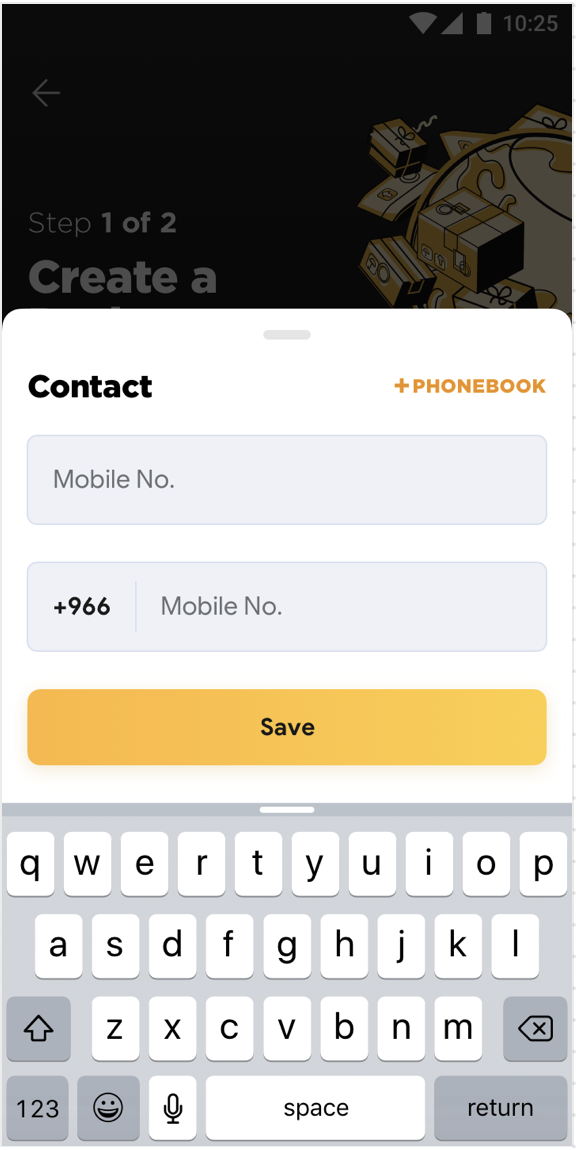 10:25
Step 1 of 2
Create a
Contact
+PHONEBOOK
Mobile No.
+966 Mobile No.
Save
q w e r t y u i o p
a s d f g h j k l
z x c v b n m
123 space return